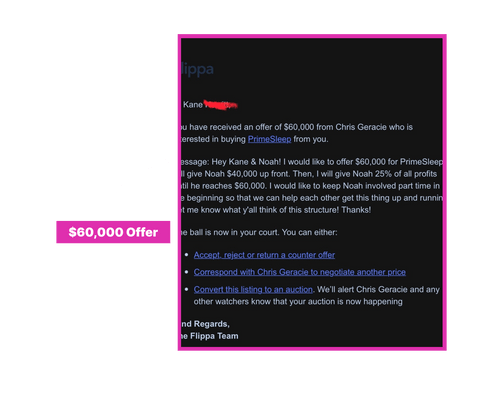 lippa
Kane
u have received an offer of $60,000 from Chris Geracie who is
erested in buying PrimeSleep from you.
essage: Hey Kane & Noah! I would like to offer $60,000 for PrimeSleep
ll give Noah $40,000 up front. Then, I will give Noah 25% of all profits
til he reaches $60,000. I would like to keep Noah involved part time in
e beginning so that we can help each other get this thing up and runnin
t me know what y'all think of this structure! Thanks!
$60,000 Offer
e ball is now in your court. You can either:
Accept, reject or return a counter offer
Correspond with Chris Geracie to negotiate another price
Convert this listing to an auction. We'll alert Chris Geracie and any
other watchers know that your auction is now happening
nd Regards,
e Flippa Team